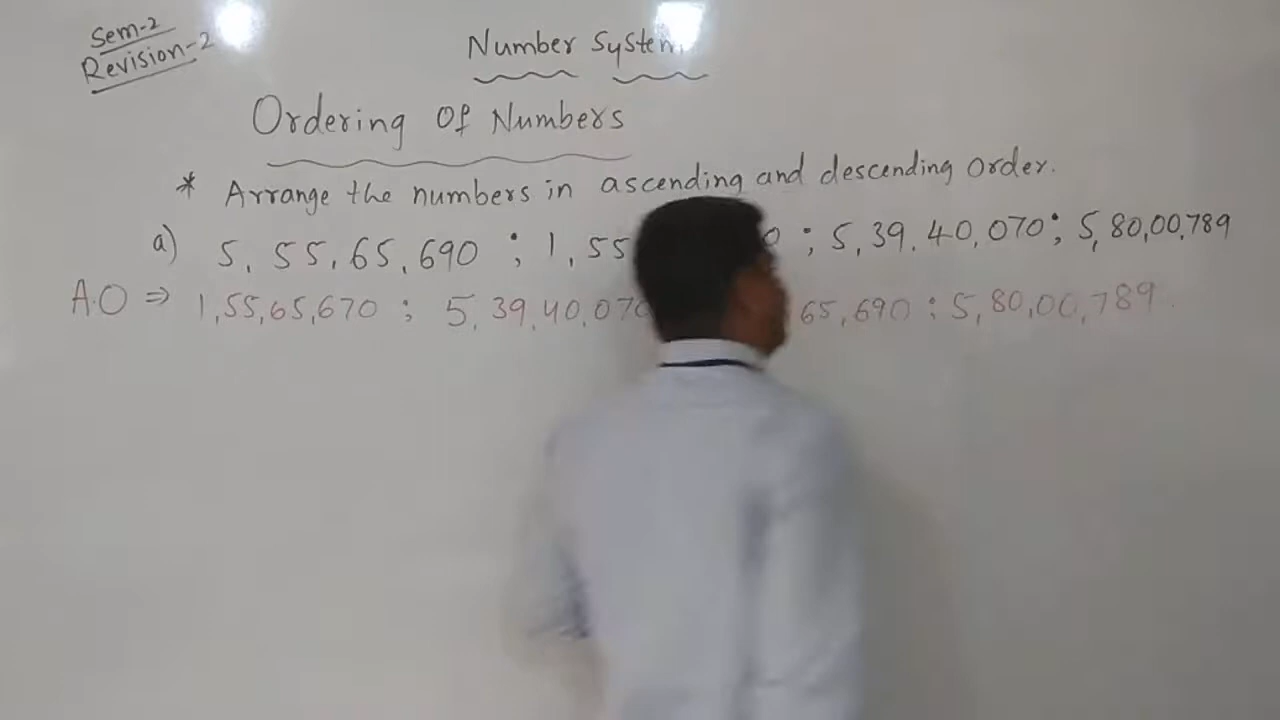 Sem-2
Revision-2
Number System
Ordering Of Numbers
* Arrange the numbers in ascending and descending order.
a) 5,55,65,690 ; 1,55 0 ; 5,39,40,070 ; 5,80,00,789
A.O ⇒ 1,55,65,670 ; 5,39,40,070 65,690 ; 5,80,00,789.